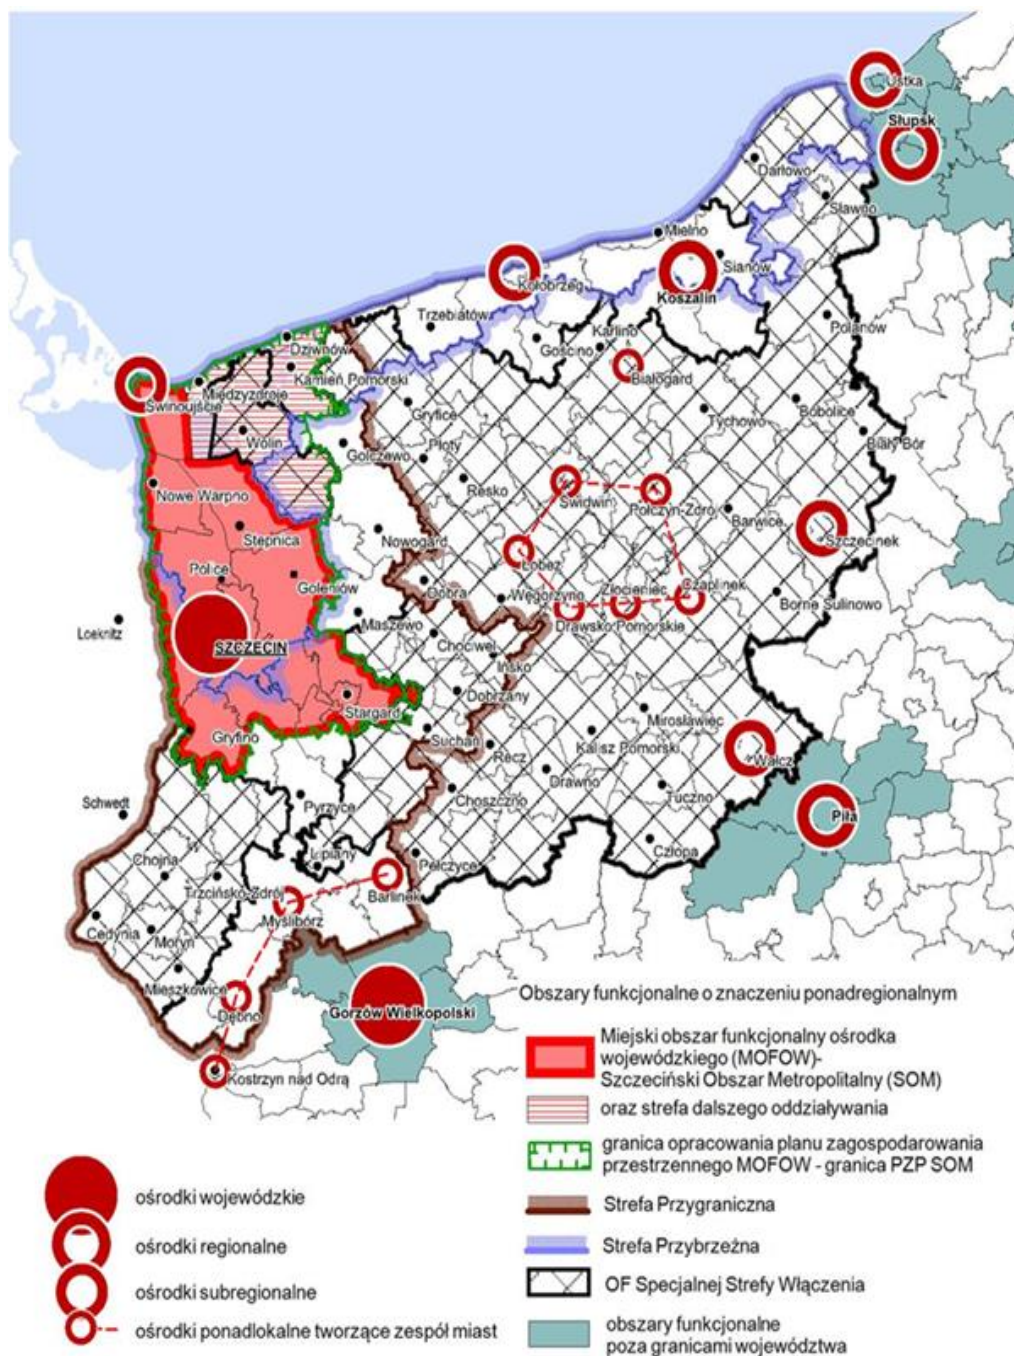 Ustka
Słupsk
Darłowo
Sławno
Mielno
Sianów
Kołobrzeg
Koszalin
Trzebiatów
Polanów
Karlino
Gościno
Dziwnów
Białogard
Kamień Pomorski
Międzyzdroje
Świnoujście
Gryfice
Tychowo
Bobolice
Wolin
Płoty
Golczewo
Biały Bór
Resko
Świdwin
Połczyn-Zdrój
Nowe Warpno
Barwice
Stepnica
Nowogard
Szczecinek
Łobez
Police
Goleniów
Dobra
Węgorzyno
Złocieniec
Czaplinek
Borne Sulinowo
Maszewo
Drawsko Pomorskie
Loeknitz
SZCZECIN
Chociwel
Ińsko
Dobrzany
Stargard
Mirosławiec
Suchań
Gryfino
Kalisz Pomorski
Recz
Wałcz
Drawno
Schwedt
Pyrzyce
Choszczno
Tuczno
Piła
Człopa
Chojna
Lipiany
Pełczyce
Trzcińsko-Zdrój
Barlinek
Myślibórz
Cedynia
Moryń
Mieszkowice
Dębno
Gorzów Wielkopolski
Kostrzyn nad Odrą
Obszary funkcjonalne o znaczeniu ponadregionalnym
Miejski obszar funkcjonalny ośrodka
wojewódzkiego (MOFOW)-
Szczeciński Obszar Metropolitalny (SOM)
oraz strefa dalszego oddziaływania
granica opracowania planu zagospodarowania
przestrzennego MOFOW - granica PZP SOM
Strefa Przygraniczna
Strefa Przybrzeżna
OF Specjalnej Strefy Włączenia
obszary funkcjonalne
poza granicami województwa
ośrodki wojewódzkie
ośrodki regionalne
ośrodki subregionalne
ośrodki ponadlokalne tworzące zespół miast